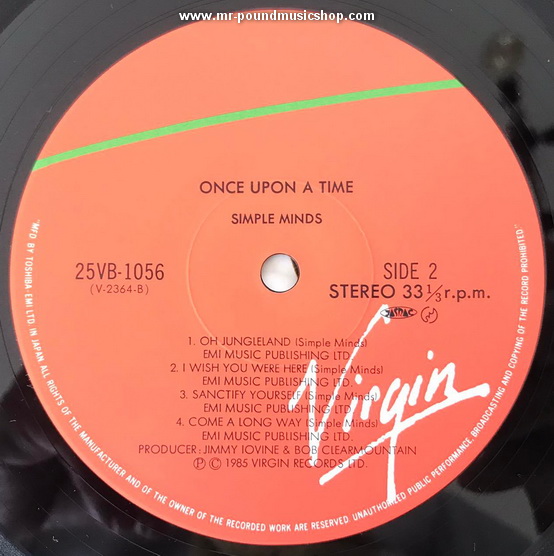 www.mr-poundmusicshop.com
ONCE UPON A TIME
SIMPLE MINDS
25VB-1056
(V-2364-B)
SIDE 2
STEREO 33 1/3 r.p.m.
JASRAC
1. OH JUNGLELAND (Simple Minds)
EMI MUSIC PUBLISHING LTD.
2. I WISH YOU WERE HERE (Simple Minds)
EMI MUSIC PUBLISHING LTD.
3. SANCTIFY YOURSELF (Simple Minds)
EMI MUSIC PUBLISHING LTD.
4. COME A LONG WAY (Simple Minds)
EMI MUSIC PUBLISHING LTD.
PRODUCER: JIMMY IOVINE & BOB CLEARMOUNTAIN
Ⓟ © 1985 VIRGIN RECORDS LTD.
Virgin
"MFD BY TOSHIBA EMI LTD IN JAPAN ALL RIGHTS OF THE MANUFACTURER AND OF THE OWNER OF THE RECORDED WORK ARE RESERVED. UNAUTHORIZED PUBLIC PERFORMANCE, BROADCASTING AND COPYING OF THE RECORD PROHIBITED"